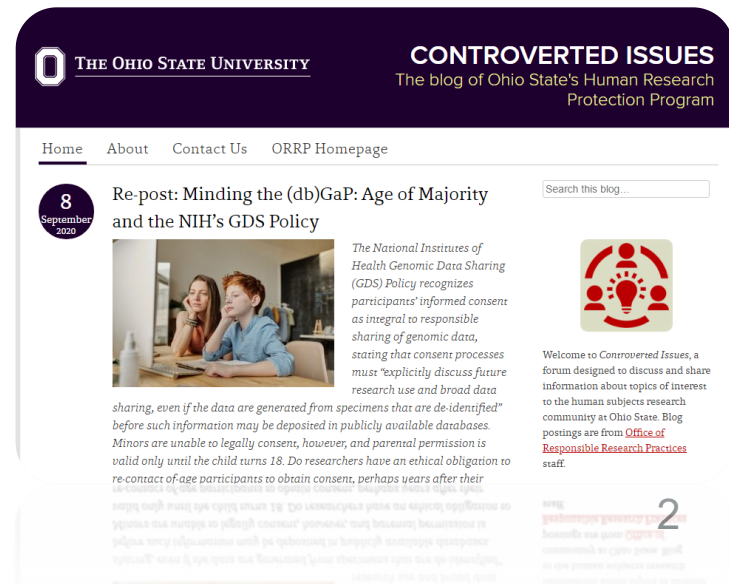 THE OHIO STATE UNIVERSITY
CONTROVERTED ISSUES
The blog of Ohio State's Human Research
Protection Program
Home About Contact Us ORRP Homepage
8
September
2020
Re-post: Minding the (db)GaP: Age of Majority
and the NIH's GDS Policy
The National Institutes of
Health Genomic Data Sharing
(GDS) Policy recognizes
participants' informed consent
as integral to responsible
sharing of genomic data,
stating that consent processes
must "explicitly discuss future
research use and broad data
sharing, even if the data are generated from specimens that are de-identified"
before such information may be deposited in publicly available databases.
Minors are unable to legally consent, however, and parental permission is
valid only until the child turns 18. Do researchers have an ethical obligation to
re-contact of-age participants to obtain consent, perhaps years after their
Search this blog...
Welcome to Controverted Issues, a
forum designed to discuss and share
information about topics of interest
to the human subjects research
community at Ohio State. Blog
postings are from Office of
Responsible Research Practices
staff.
2